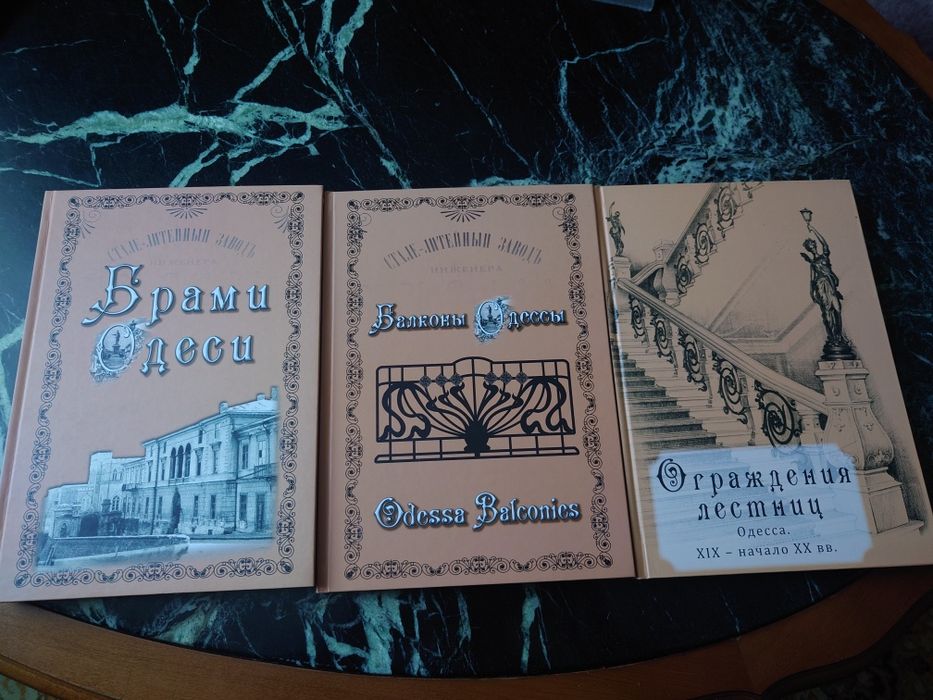 СТАЛЕ-ЛИТЕЙНЫЙ ЗАВОДЪ
ИНЖЕНЕРА
Брами
Одеси
СТАЛЕ-ЛИТЕЙНЫЙ ЗАВОДЪ
ИНЖЕНЕРА
Балконы Одессы
Odessa Balconies
Ограждения
лестниц
Одесса.
XIX – начало XX вв.